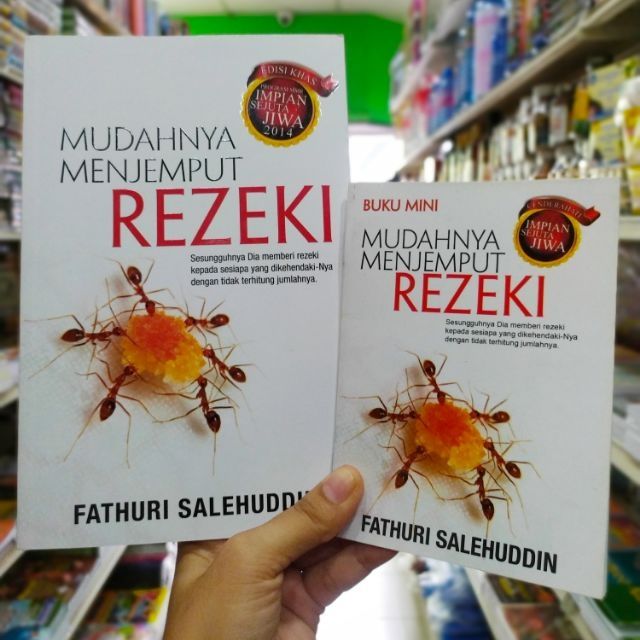 EDISI KHAS
PROGRAM SIHIR
IMPIAN
SEJUTA
JIWA
2014
MUDAHNYA
MENJEMPUT
REZEKI
Sesungguhnya Dia memberi rezeki
kepada sesiapa yang dikehendaki-Nya
dengan tidak terhitung jumlahnya.
FATHURI SALEHUDDIN
BUKU MINI
CENDERAHATI
IMPIAN
SEJUTA
JIWA
MUDAHNYA
MENJEMPUT
REZEKI
Sesungguhnya Dia memberi rezeki
kepada sesiapa yang dikehendaki-Nya
dengan tidak terhitung jumlahnya.
FATHURI SALEHUDDIN